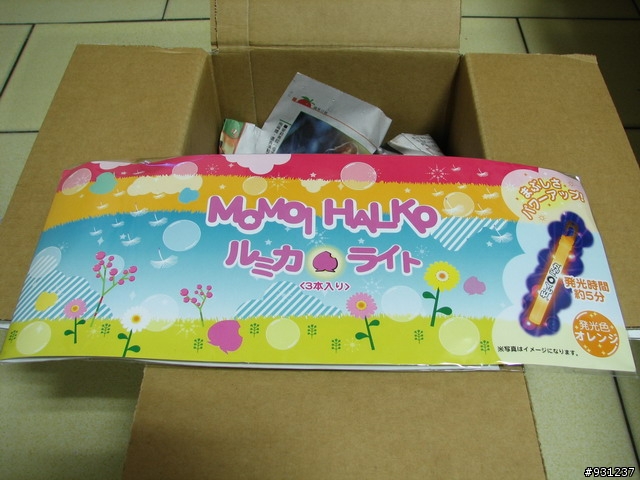 MOMOI HALKO
ルミカライト
<3本入り>
まぶしさ
パワーアップ!
発光時間
約5分
発光色・
オレンジ
※写真はイメージになります。
#931237